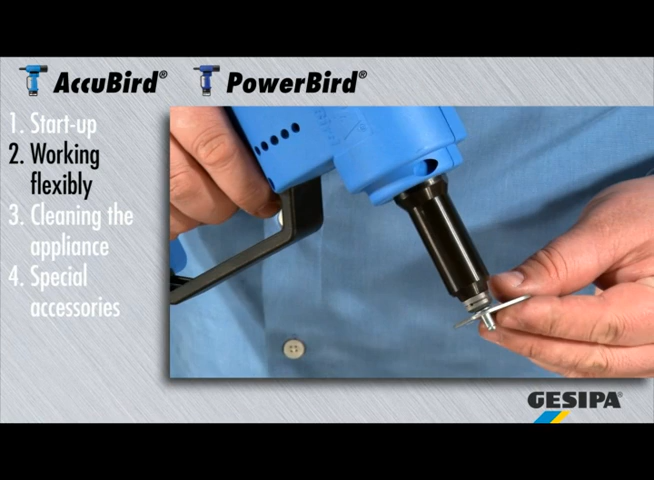 AccuBird® PowerBird®
1. Start-up
2. Working
flexibly
3. Cleaning the
appliance
4. Special
accessories
GESIPA®